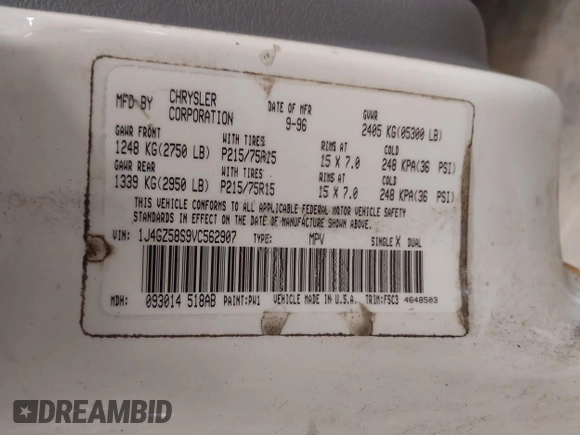 MFD BY CHRYSLER CORPORATION DATE OF MFR 9-96 GVWR 2405 KG(05300 LB)
GAWR FRONT WITH TIRES RIMS AT COLD
1248 KG(2750 LB) P215/75R15 15 X 7.0 248 KPA(36 PSI)
GAWR REAR WITH TIRES RIMS AT COLD
1339 KG(2950 LB) P215/75R15 15 X 7.0 248 KPA(36 PSI)
THIS VEHICLE CONFORMS TO ALL APPLICABLE FEDERAL MOTOR VEHICLE SAFETY
STANDARDS IN EFFECT ON THE DATE OF MANUFACTURE SHOWN ABOVE.
VIN: 1J4GZ58S9VC562907 TYPE: MPV SINGLE X DUAL
MDH: 093014 518AB PAINT:PW1 VEHICLE MADE IN U.S.A. TRIM:F5C3 4648503
DREAMBID